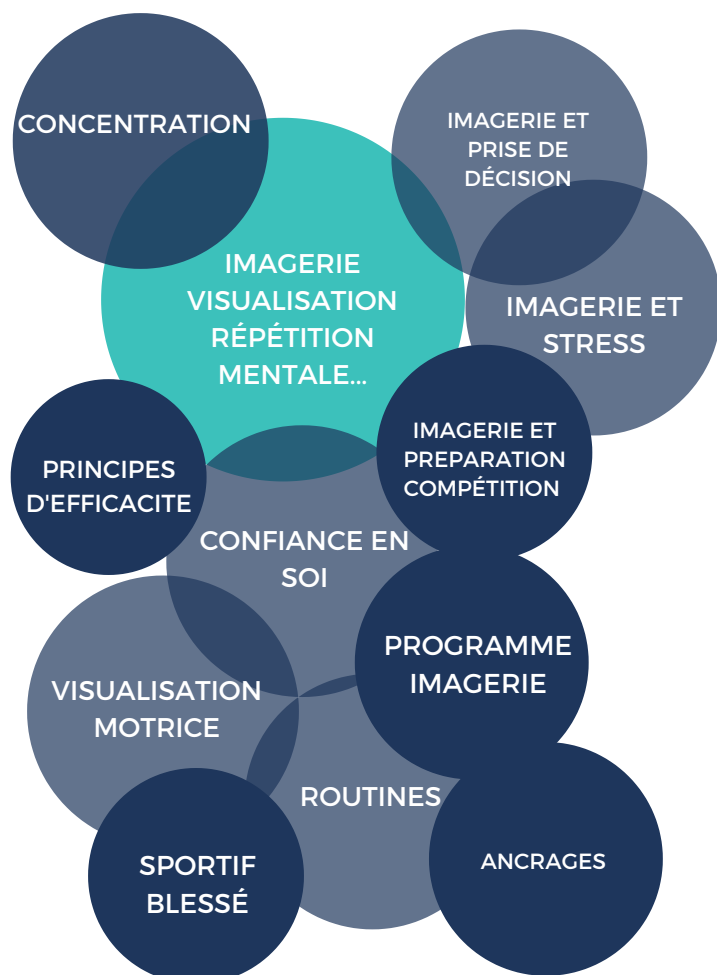 CONCENTRATION
IMAGERIE ET
PRISE DE
DÉCISION
IMAGERIE
VISUALISATION
RÉPÉTITION
MENTALE...
IMAGERIE ET
STRESS
PRINCIPES
D'EFFICACITE
IMAGERIE ET
PREPARATION
COMPÉTITION
CONFIANCE EN
SOI
PROGRAMME
IMAGERIE
VISUALISATION
MOTRICE
ROUTINES
SPORTIF
BLESSÉ
ANCRAGES